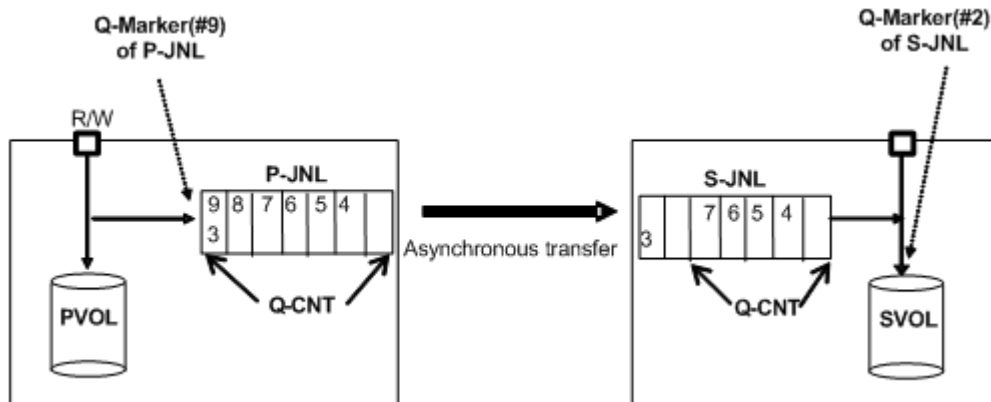 Q-Marker(#9)
of P-JNL
Q-Marker(#2)
of S-JNL
R/W
P-JNL
9 8 7 6 5 4
3
S-JNL
7 6 5 4
3
Asynchronous transfer
Q-CNT
Q-CNT
PVOL
SVOL